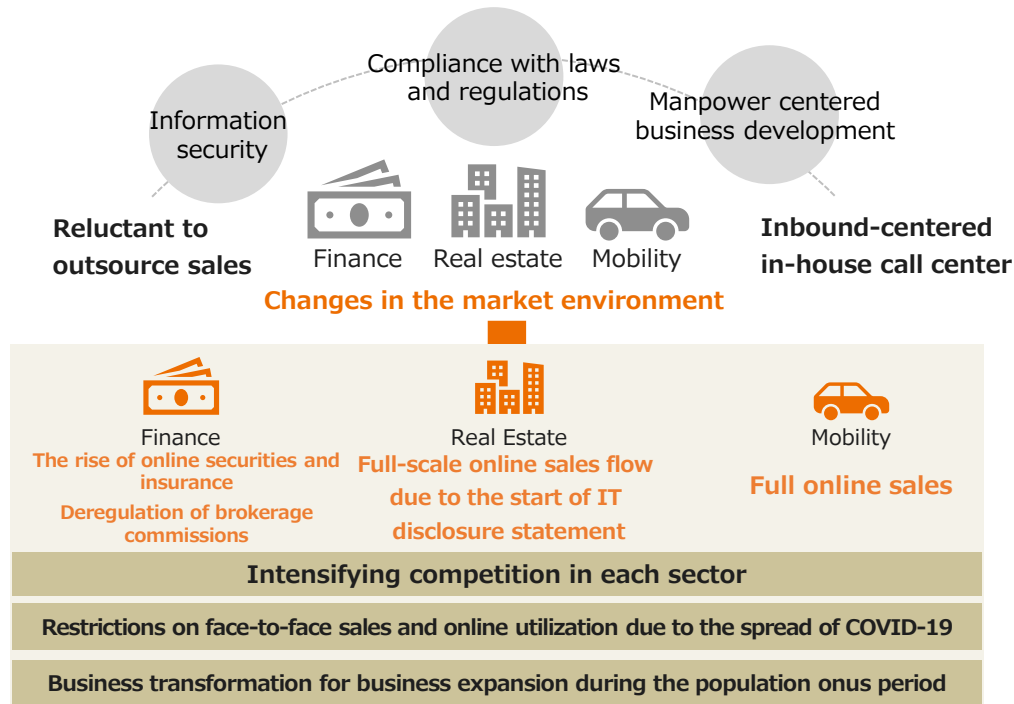 Compliance with laws
and regulations
Information
security
Manpower centered
business development
Reluctant to
outsource sales
Finance
Real estate
Mobility
Inbound-centered
in-house call center
Changes in the market environment
Finance
The rise of online securities and
insurance
Deregulation of brokerage
commissions
Real Estate
Full-scale online sales flow
due to the start of IT
disclosure statement
Mobility
Full online sales
Intensifying competition in each sector
Restrictions on face-to-face sales and online utilization due to the spread of COVID-19
Business transformation for business expansion during the population onus period